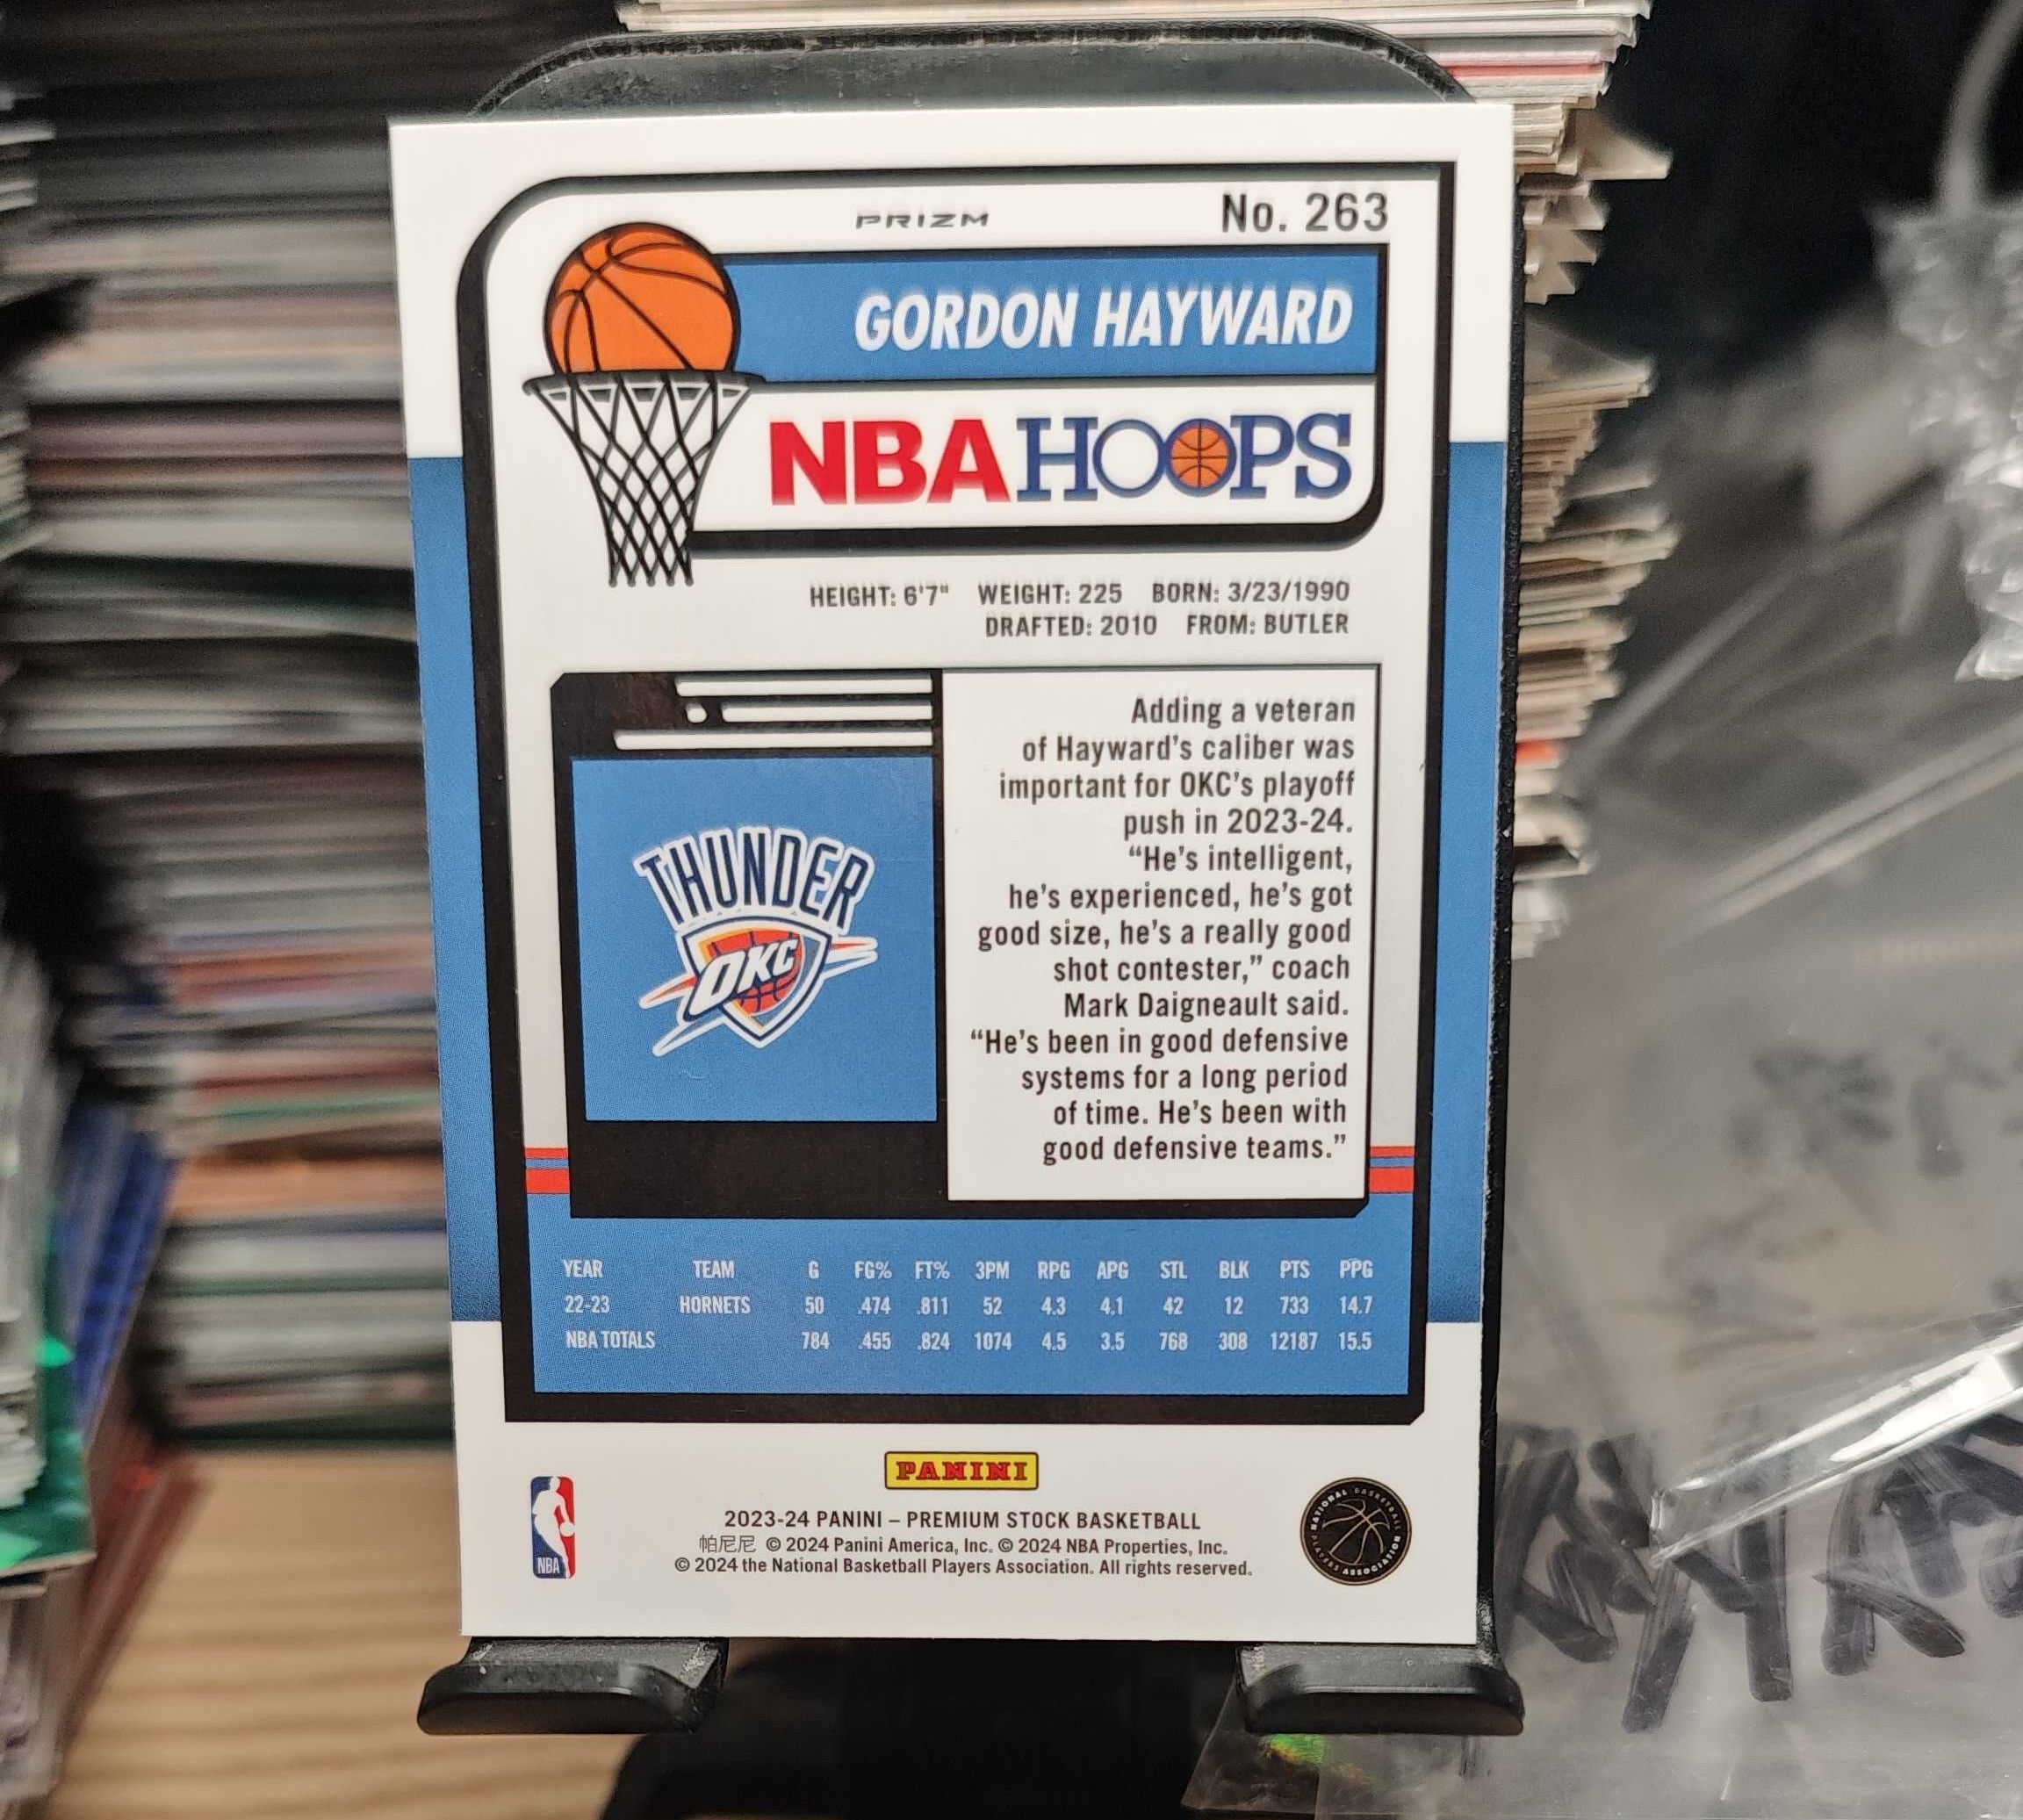 PRIZM
No. 263
GORDON HAYWARD
NBA HOOPS
HEIGHT: 6'7" WEIGHT: 225 BORN: 3/23/1990
DRAFTED: 2010 FROM: BUTLER
THUNDER
OKC
Adding a veteran
of Hayward's caliber was
important for OKC's playoff
push in 2023-24.
“He's intelligent,
he's experienced, he's got
good size, he's a really good
shot contester,” coach
Mark Daigneault said.
“He's been in good defensive
systems for a long period
of time. He's been with
good defensive teams.”
YEAR TEAM G FG% FT% 3PM RPG APG STL BLK PTS PPG
22-23 HORNETS 50 .474 .811 52 4.3 4.1 42 12 733 14.7
NBA TOTALS 784 .455 .824 1074 4.5 3.5 768 308 12187 15.5
PANINI
NBA
2023-24 PANINI – PREMIUM STOCK BASKETBALL
帕尼尼 © 2024 Panini America, Inc. © 2024 NBA Properties, Inc.
© 2024 the National Basketball Players Association. All rights reserved.
NATIONAL BASKETBALL PLAYERS ASSOCIATION